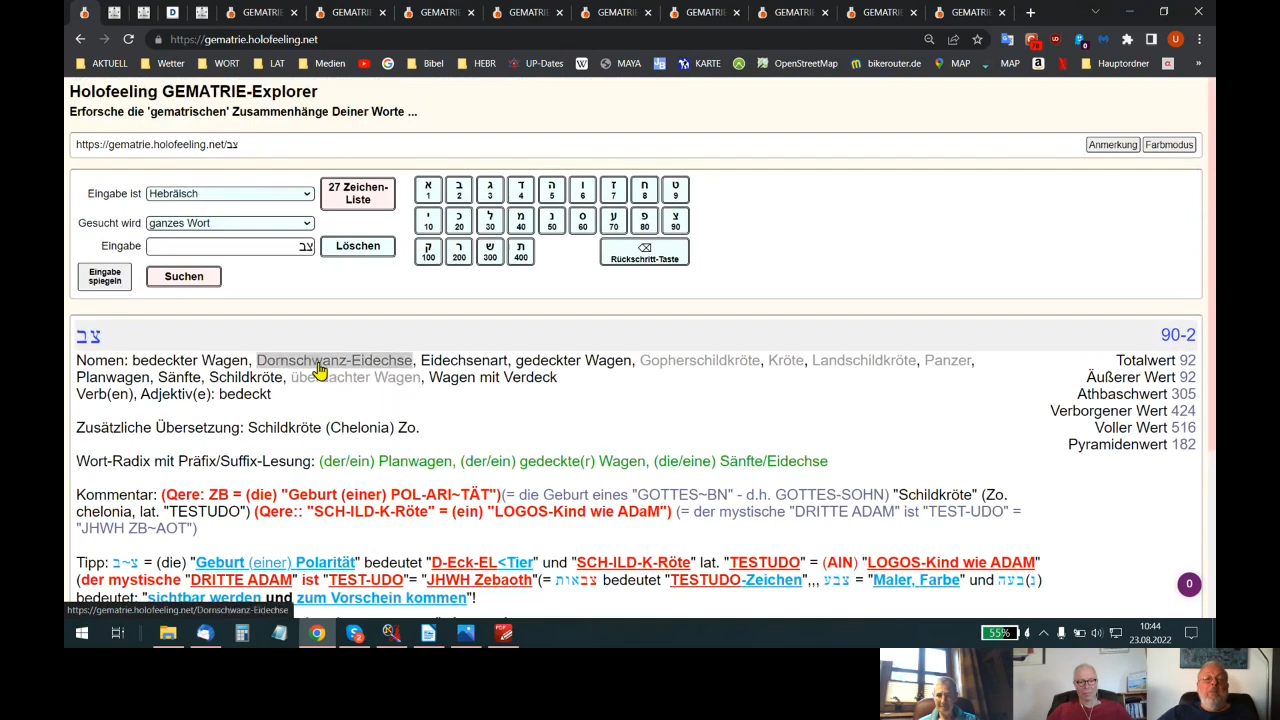 GEMATRIE GEMATRIE GEMATRIE GEMATRIE GEMATRIE GEMATRIE GEMATRIE GEMATRIE GEMATRIE
https://gematrie.holofeeling.net
AKTUELL Wetter WORT LAT Medien Bibel HEBR UP-Dates MAYA KARTE OpenStreetMap bikerouter.de MAP MAP Hauptordner
Holofeeling GEMATRIE-Explorer
Erforsche die 'gematrischen' Zusammenhänge Deiner Worte ...
https://gematrie.holofeeling.net/צב Anmerkung Farbmodus
Eingabe ist Hebräisch 27 Zeichen-Liste
Gesucht wird ganzes Wort
Eingabe צב Löschen
Eingabe spiegeln Suchen
א ב ג ד ה ו ז ח ט
1 2 3 4 5 6 7 8 9
י כ ל מ נ ס ע פ צ
10 20 30 40 50 60 70 80 90
ק ר ש ת ⌫
100 200 300 400 Rückschritt-Taste
צב 90-2
Nomen: bedeckter Wagen, Dornschwanz-Eidechse, Eidechsenart, gedeckter Wagen, Gopherschildkröte, Kröte, Landschildkröte, Panzer, Totalwert 92
Planwagen, Sänfte, Schildkröte, überdachter Wagen, Wagen mit Verdeck Äußerer Wert 92
Verb(en), Adjektiv(e): bedeckt Athbaschwert 305
Verborgener Wert 424
Zusätzliche Übersetzung: Schildkröte (Chelonia) Zo. Voller Wert 516
Pyramidenwert 182
Wort-Radix mit Präfix/Suffix-Lesung: (der/ein) Planwagen, (der/ein) gedeckte(r) Wagen, (die/eine) Sänfte/Eidechse
Kommentar: (Qere: ZB = (die) "Geburt (einer) POL-ARI~TÄT")(= die Geburt eines "GOTTES~BN" - d.h. GOTTES-SOHN) "Schildkröte" (Zo.
chelonia, lat. "TESTUDO") (Qere:: "SCH-ILD-K-Röte" = (ein) "LOGOS-Kind wie ADaM") (= der mystische "DRITTE ADAM" ist "TEST-UDO" =
"JHWH ZB~AOT")
Tipp: צ~ב = (die) "Geburt (einer) Polarität" bedeutet "D-Eck-EL<Tier" und "SCH-ILD-K-Röte" lat. "TESTUDO" = (AIN) "LOGOS-Kind wie ADAM"
(der mystische "DRITTE ADAM" ist "TEST-UDO"= "JHWH Zebaoth"(= צבאות bedeutet "TESTUDO-Zeichen",,, צבע = "Maler, Farbe" und נ)בעה)
bedeutet: "sichtbar werden und zum Vorschein kommen"!
0
https://gematrie.holofeeling.net/Dornschwanz-Eidechse
55%
10:44
23.08.2022